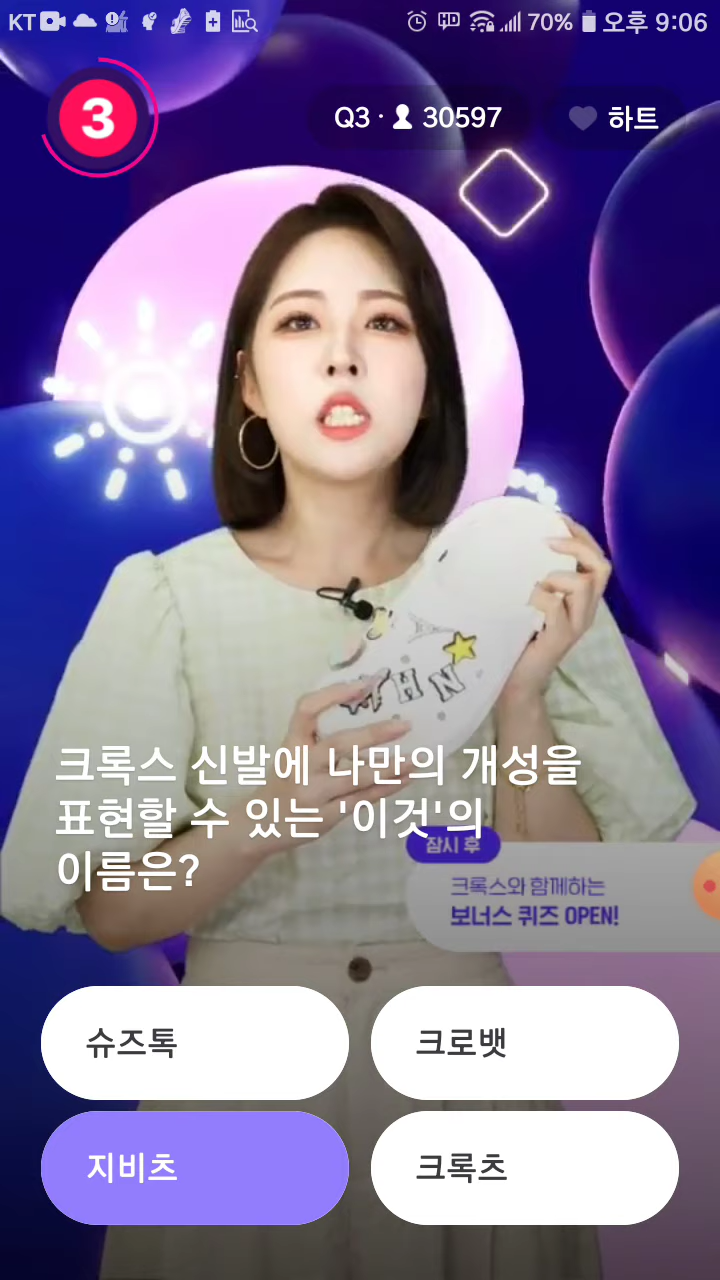 KT 70% 오후 9:06
3
Q3 · 30597
하트
크록스 신발에 나만의 개성을
표현할 수 있는 '이것'의
이름은?
잠시 후
크록스와 함께하는
보너스 퀴즈 OPEN!
슈즈톡
크로뱃
지비츠
크록츠